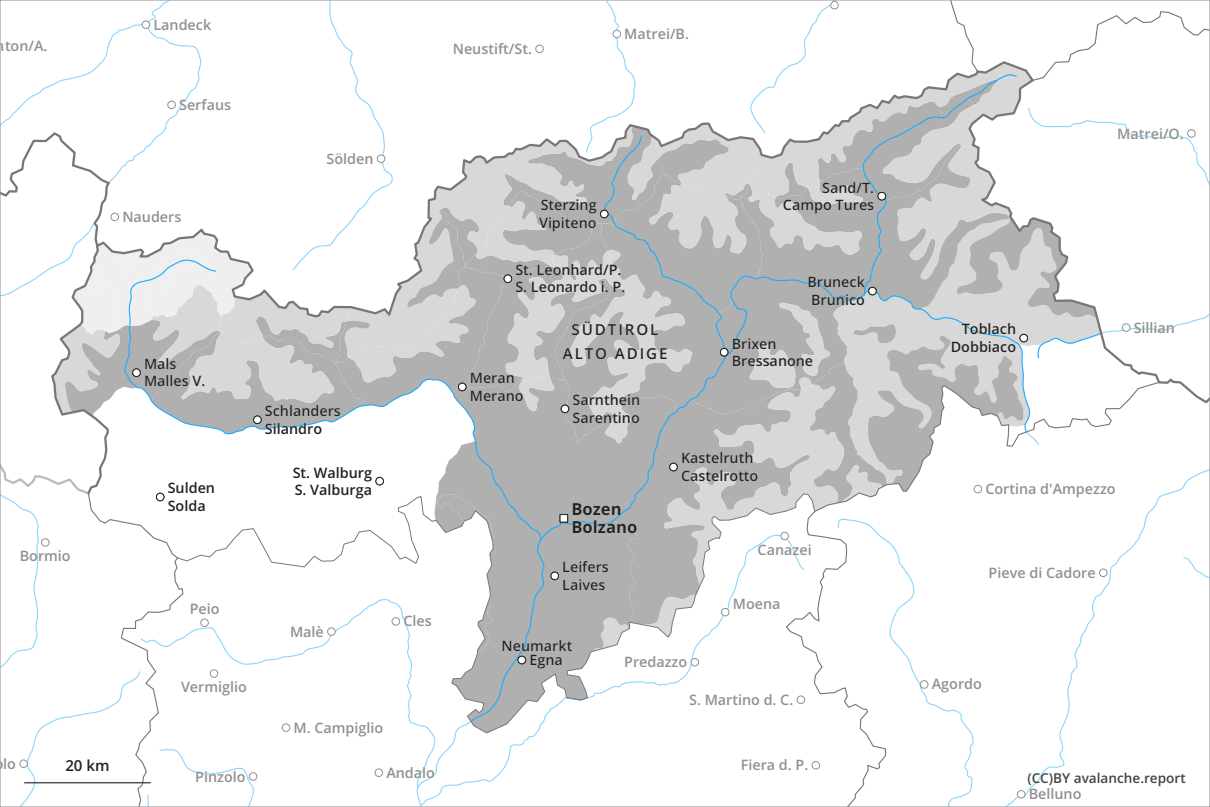 Landeck
nton/A.
Neustift/St.
Matrei/B.
Serfaus
Matrei/O.
Sölden
Nauders
Sand/T.
Campo Tures
Sterzing
Vipiteno
St. Leonhard/P.
S. Leonardo i. P.
Bruneck
Brunico
SÜDTIROL
ALTO ADIGE
Toblach
Dobbiaco
Sillian
Brixen
Bressanone
Mals
Malles V.
Meran
Merano
Schlanders
Silandro
Sarnthein
Sarentino
Kastelruth
Castelrotto
St. Walburg
S. Valburga
Sulden
Solda
Cortina d'Ampezzo
Bozen
Bolzano
Bormio
Canazei
Leifers
Laives
Pieve di Cadore
Peio
Moena
Malè
Cles
Neumarkt
Egna
Predazzo
Vermiglio
Agordo
S. Martino d. C.
M. Campiglio
olo
20 km
Pinzolo
Andalo
Fiera d. P.
(CC)BY avalanche.report
Belluno